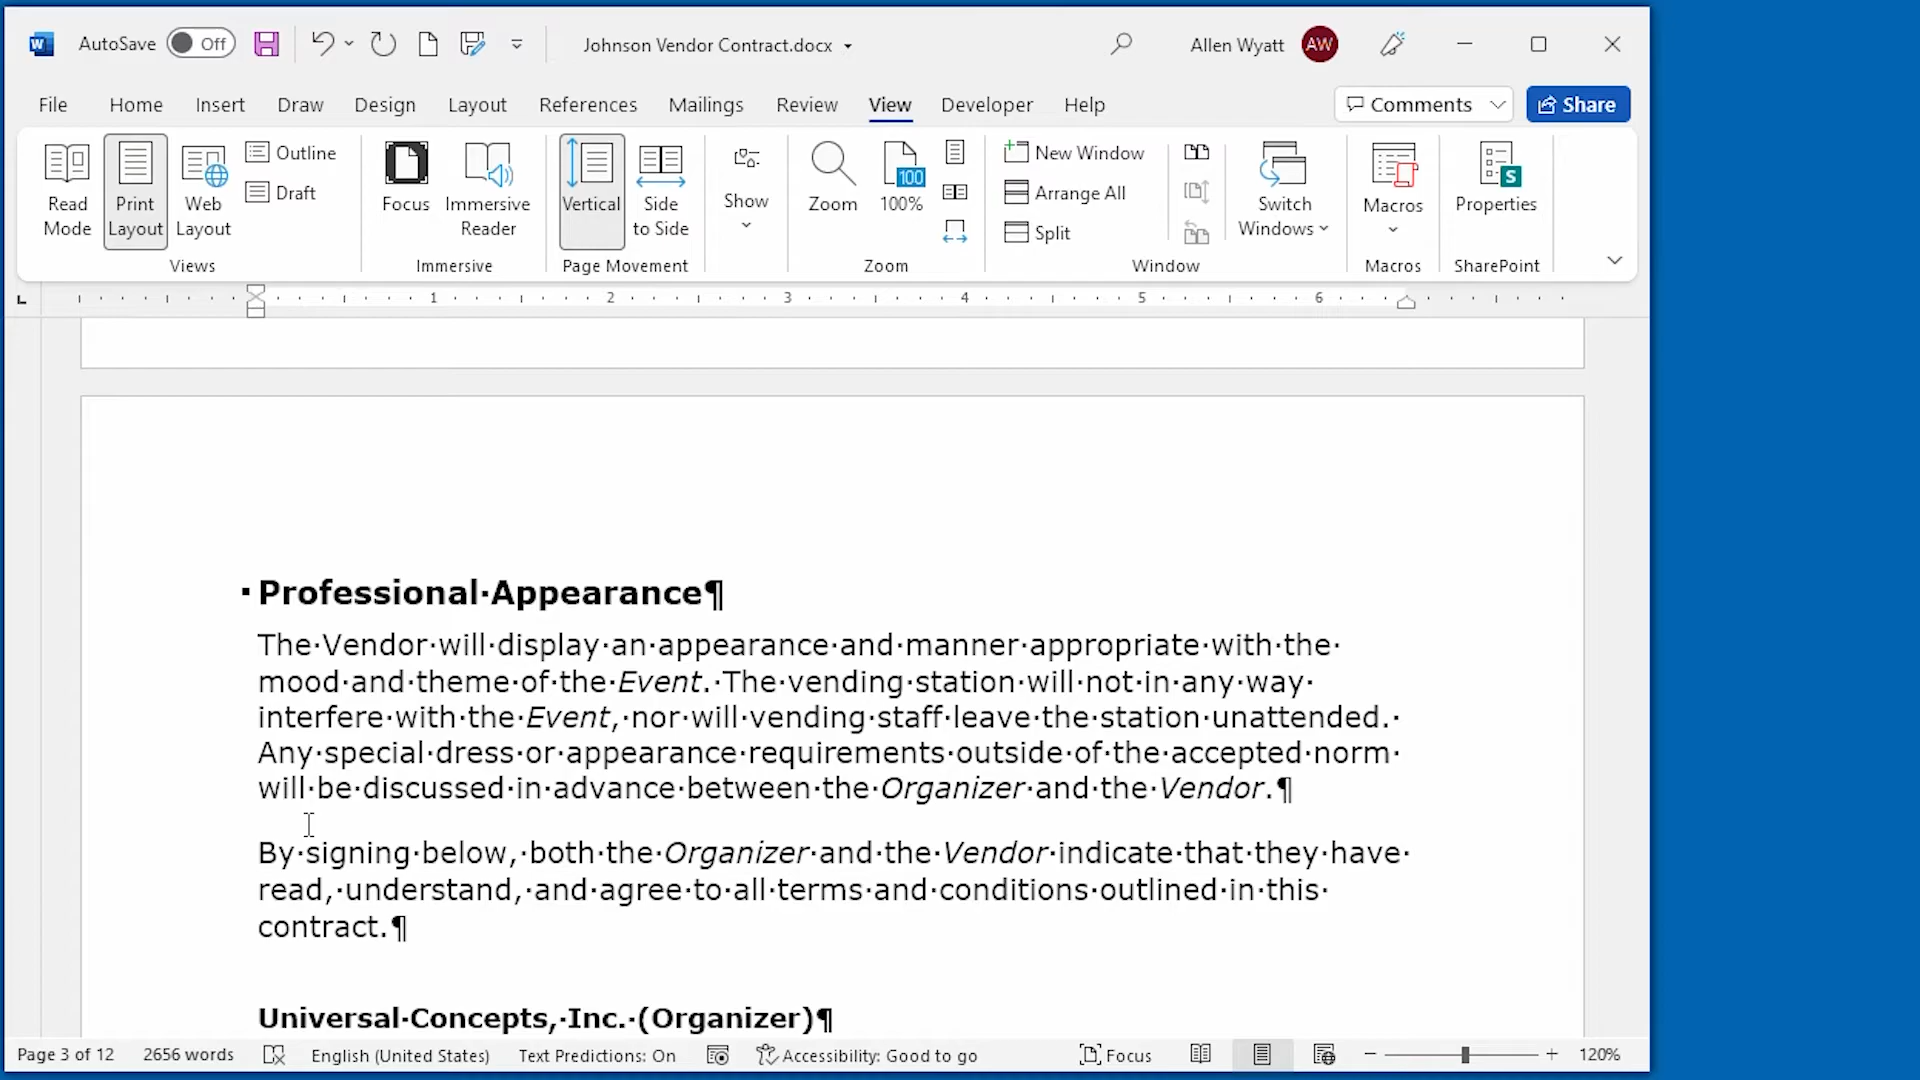 AutoSave Off Johnson Vendor Contract.docx Allen Wyatt AW
File Home Insert Draw Design Layout References Mailings Review View Developer Help Comments Share
Read Mode
Print Layout
Web Layout
Outline
Draft
Views
Focus
Immersive Reader
Immersive
Vertical
Side to Side
Page Movement
Show
Zoom
100
100%
Zoom
New Window
Arrange All
Split
Switch Windows
Window
Macros
Macros
S
Properties
SharePoint
1 2 3 4 5 6
▪Professional·Appearance¶
The·Vendor·will·display·an·appearance·and·manner·appropriate·with·the·
mood·and·theme·of·the·Event.·The·vending·station·will·not·in·any·way·
interfere·with·the·Event,·nor·will·vending·staff·leave·the·station·unattended.·
Any·special·dress·or·appearance·requirements·outside·of·the·accepted·norm·
will·be·discussed·in·advance·between·the·Organizer·and·the·Vendor.¶
By·signing·below,·both·the·Organizer·and·the·Vendor·indicate·that·they·have·
read,·understand,·and·agree·to·all·terms·and·conditions·outlined·in·this·
contract.¶
Universal·Concepts,·Inc.·(Organizer)¶
Page 3 of 12 2656 words English (United States) Text Predictions: On Accessibility: Good to go Focus 120%